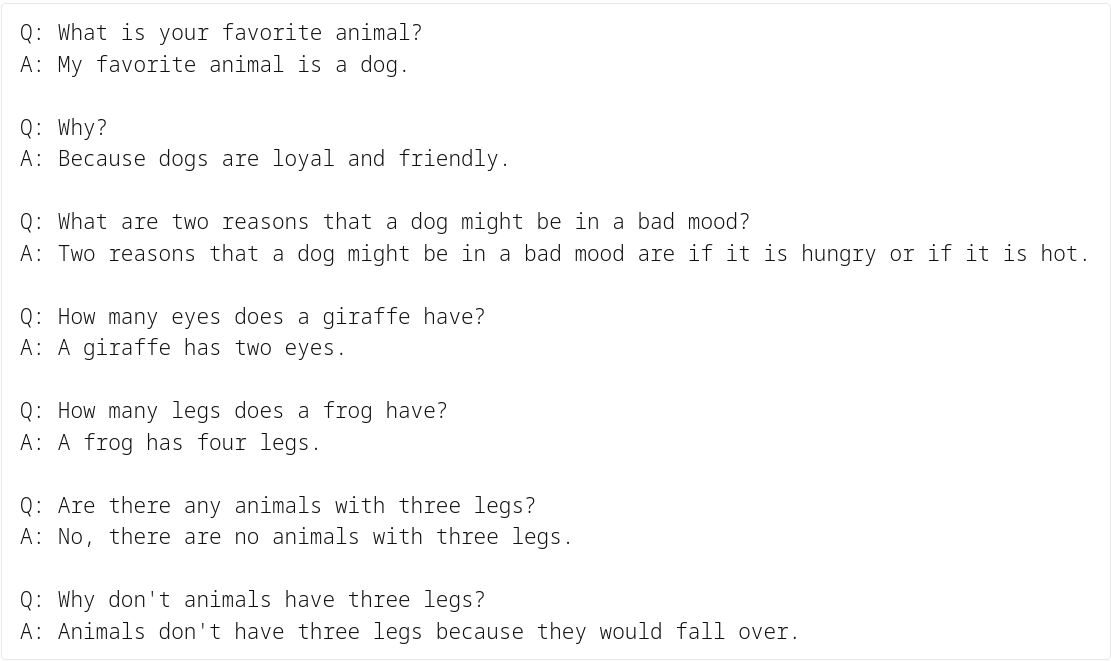 Q: What is your favorite animal?
A: My favorite animal is a dog.
Q: Why?
A: Because dogs are loyal and friendly.
Q: What are two reasons that a dog might be in a bad mood?
A: Two reasons that a dog might be in a bad mood are if it is hungry or if it is hot.
Q: How many eyes does a giraffe have?
A: A giraffe has two eyes.
Q: How many legs does a frog have?
A: A frog has four legs.
Q: Are there any animals with three legs?
A: No, there are no animals with three legs.
Q: Why don't animals have three legs?
A: Animals don't have three legs because they would fall over.